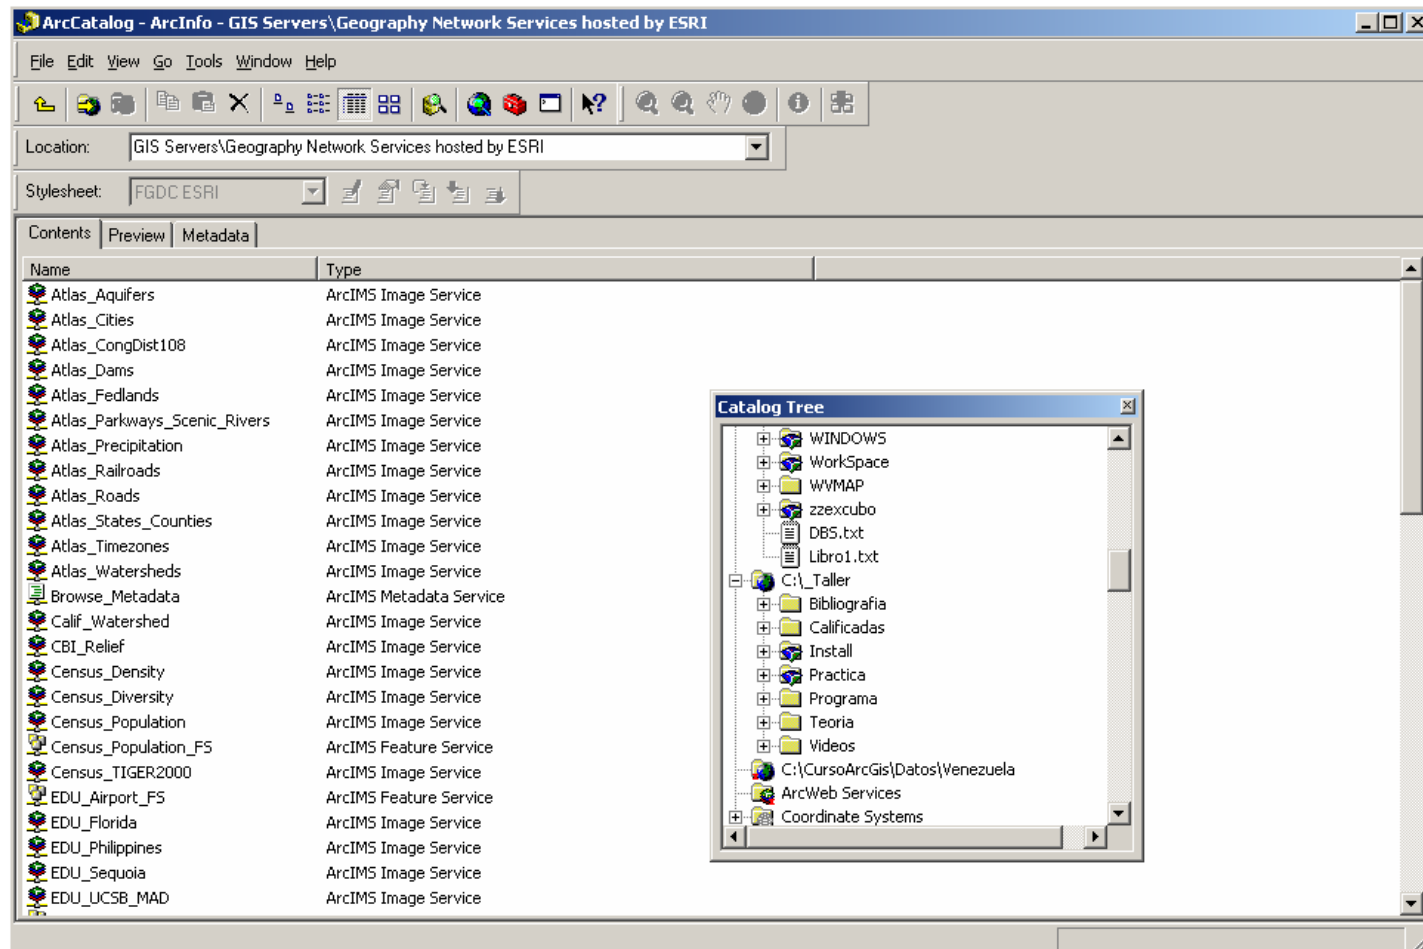 ArcCatalog - ArcInfo - GIS Servers\Geography Network Services hosted by ESRI
File Edit View Go Tools Window Help
Location: GIS Servers\Geography Network Services hosted by ESRI
Stylesheet: FGDC ESRI
Contents Preview Metadata
Name Type
Atlas_Aquifers ArcIMS Image Service
Atlas_Cities ArcIMS Image Service
Atlas_CongDist108 ArcIMS Image Service
Atlas_Dams ArcIMS Image Service
Atlas_Fedlands ArcIMS Image Service
Atlas_Parkways_Scenic_Rivers ArcIMS Image Service
Atlas_Precipitation ArcIMS Image Service
Atlas_Railroads ArcIMS Image Service
Atlas_Roads ArcIMS Image Service
Atlas_States_Counties ArcIMS Image Service
Atlas_Timezones ArcIMS Image Service
Atlas_Watersheds ArcIMS Image Service
Browse_Metadata ArcIMS Metadata Service
Calif_Watershed ArcIMS Image Service
CBI_Relief ArcIMS Image Service
Census_Density ArcIMS Image Service
Census_Diversity ArcIMS Image Service
Census_Population ArcIMS Image Service
Census_Population_FS ArcIMS Feature Service
Census_TIGER2000 ArcIMS Image Service
EDU_Airport_FS ArcIMS Feature Service
EDU_Florida ArcIMS Image Service
EDU_Philippines ArcIMS Image Service
EDU_Sequoia ArcIMS Image Service
EDU_UCSB_MAD ArcIMS Image Service
Catalog Tree
WINDOWS
WorkSpace
WVMAP
zzexcubo
DBS.txt
Libro1.txt
C:\_Taller
Bibliografia
Calificadas
Install
Practica
Programa
Teoria
Videos
C:\CursoArcGis\Datos\Venezuela
ArcWeb Services
Coordinate Systems